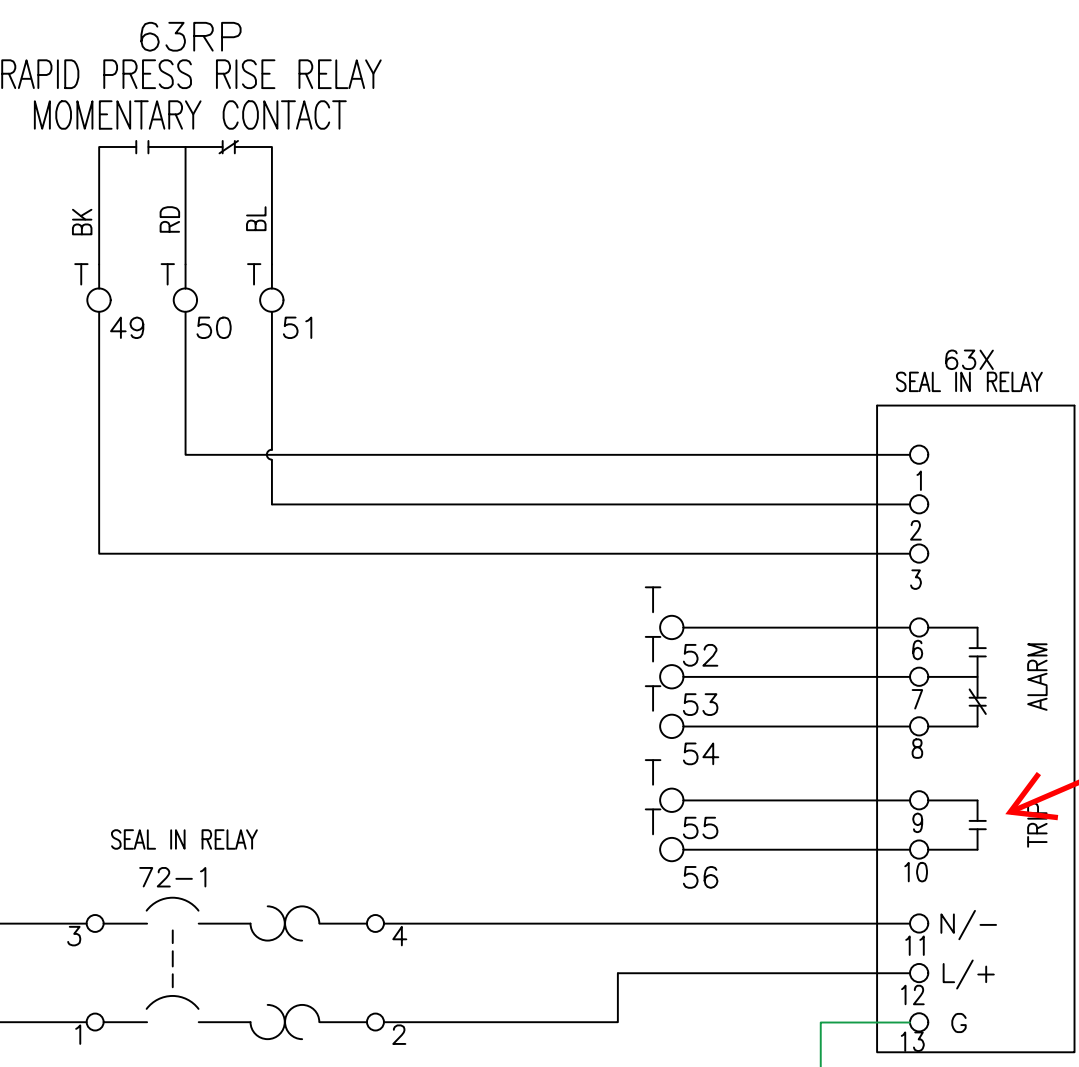 63RP
RAPID PRESS RISE RELAY
MOMENTARY CONTACT
BK
RD
BL
T
T
T
49
50
51
63X
SEAL IN RELAY
1
2
3
T
52
6
T
53
7
T
54
8
ALARM
T
55
9
T
56
10
TRIP
SEAL IN RELAY
72-1
3
4
11
N/-
12
L/+
1
2
13
G